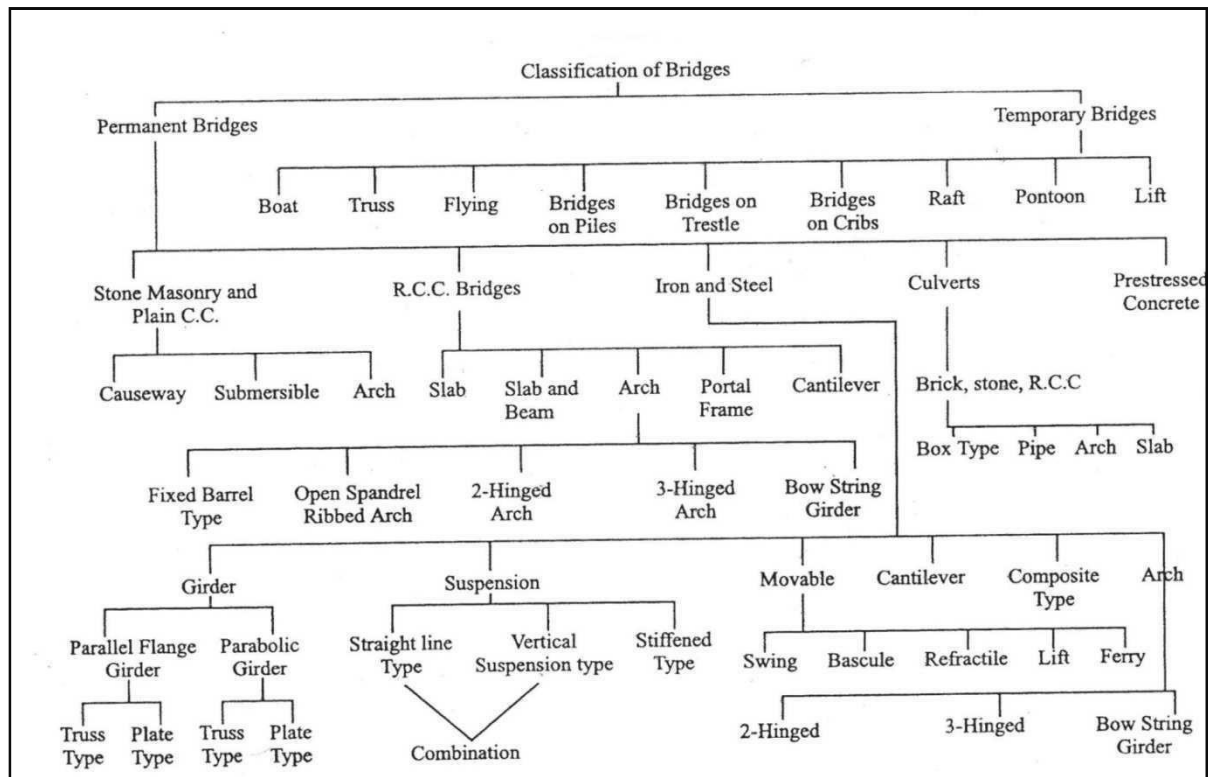 Classification of Bridges
Permanent Bridges
Temporary Bridges
Boat
Truss
Flying
Bridges
on Piles
Bridges on
Trestle
Bridges
on Cribs
Raft
Pontoon
Lift
Stone Masonry and
Plain C.C.
R.C.C. Bridges
Iron and Steel
Culverts
Prestressed
Concrete
Causeway
Submersible
Arch
Slab
Slab and
Beam
Arch
Portal
Frame
Cantilever
Brick, stone, R.C.C
Box Type
Pipe
Arch
Slab
Fixed Barrel
Type
Open Spandrel
Ribbed Arch
2-Hinged
Arch
3-Hinged
Arch
Bow String
Girder
Girder
Suspension
Movable
Cantilever
Composite
Type
Arch
Parallel Flange
Girder
Parabolic
Girder
Straight line
Type
Vertical
Suspension type
Stiffened
Type
Swing
Bascule
Refractile
Lift
Ferry
Truss
Type
Plate
Type
Truss
Type
Plate
Type
Combination
2-Hinged
3-Hinged
Bow String
Girder